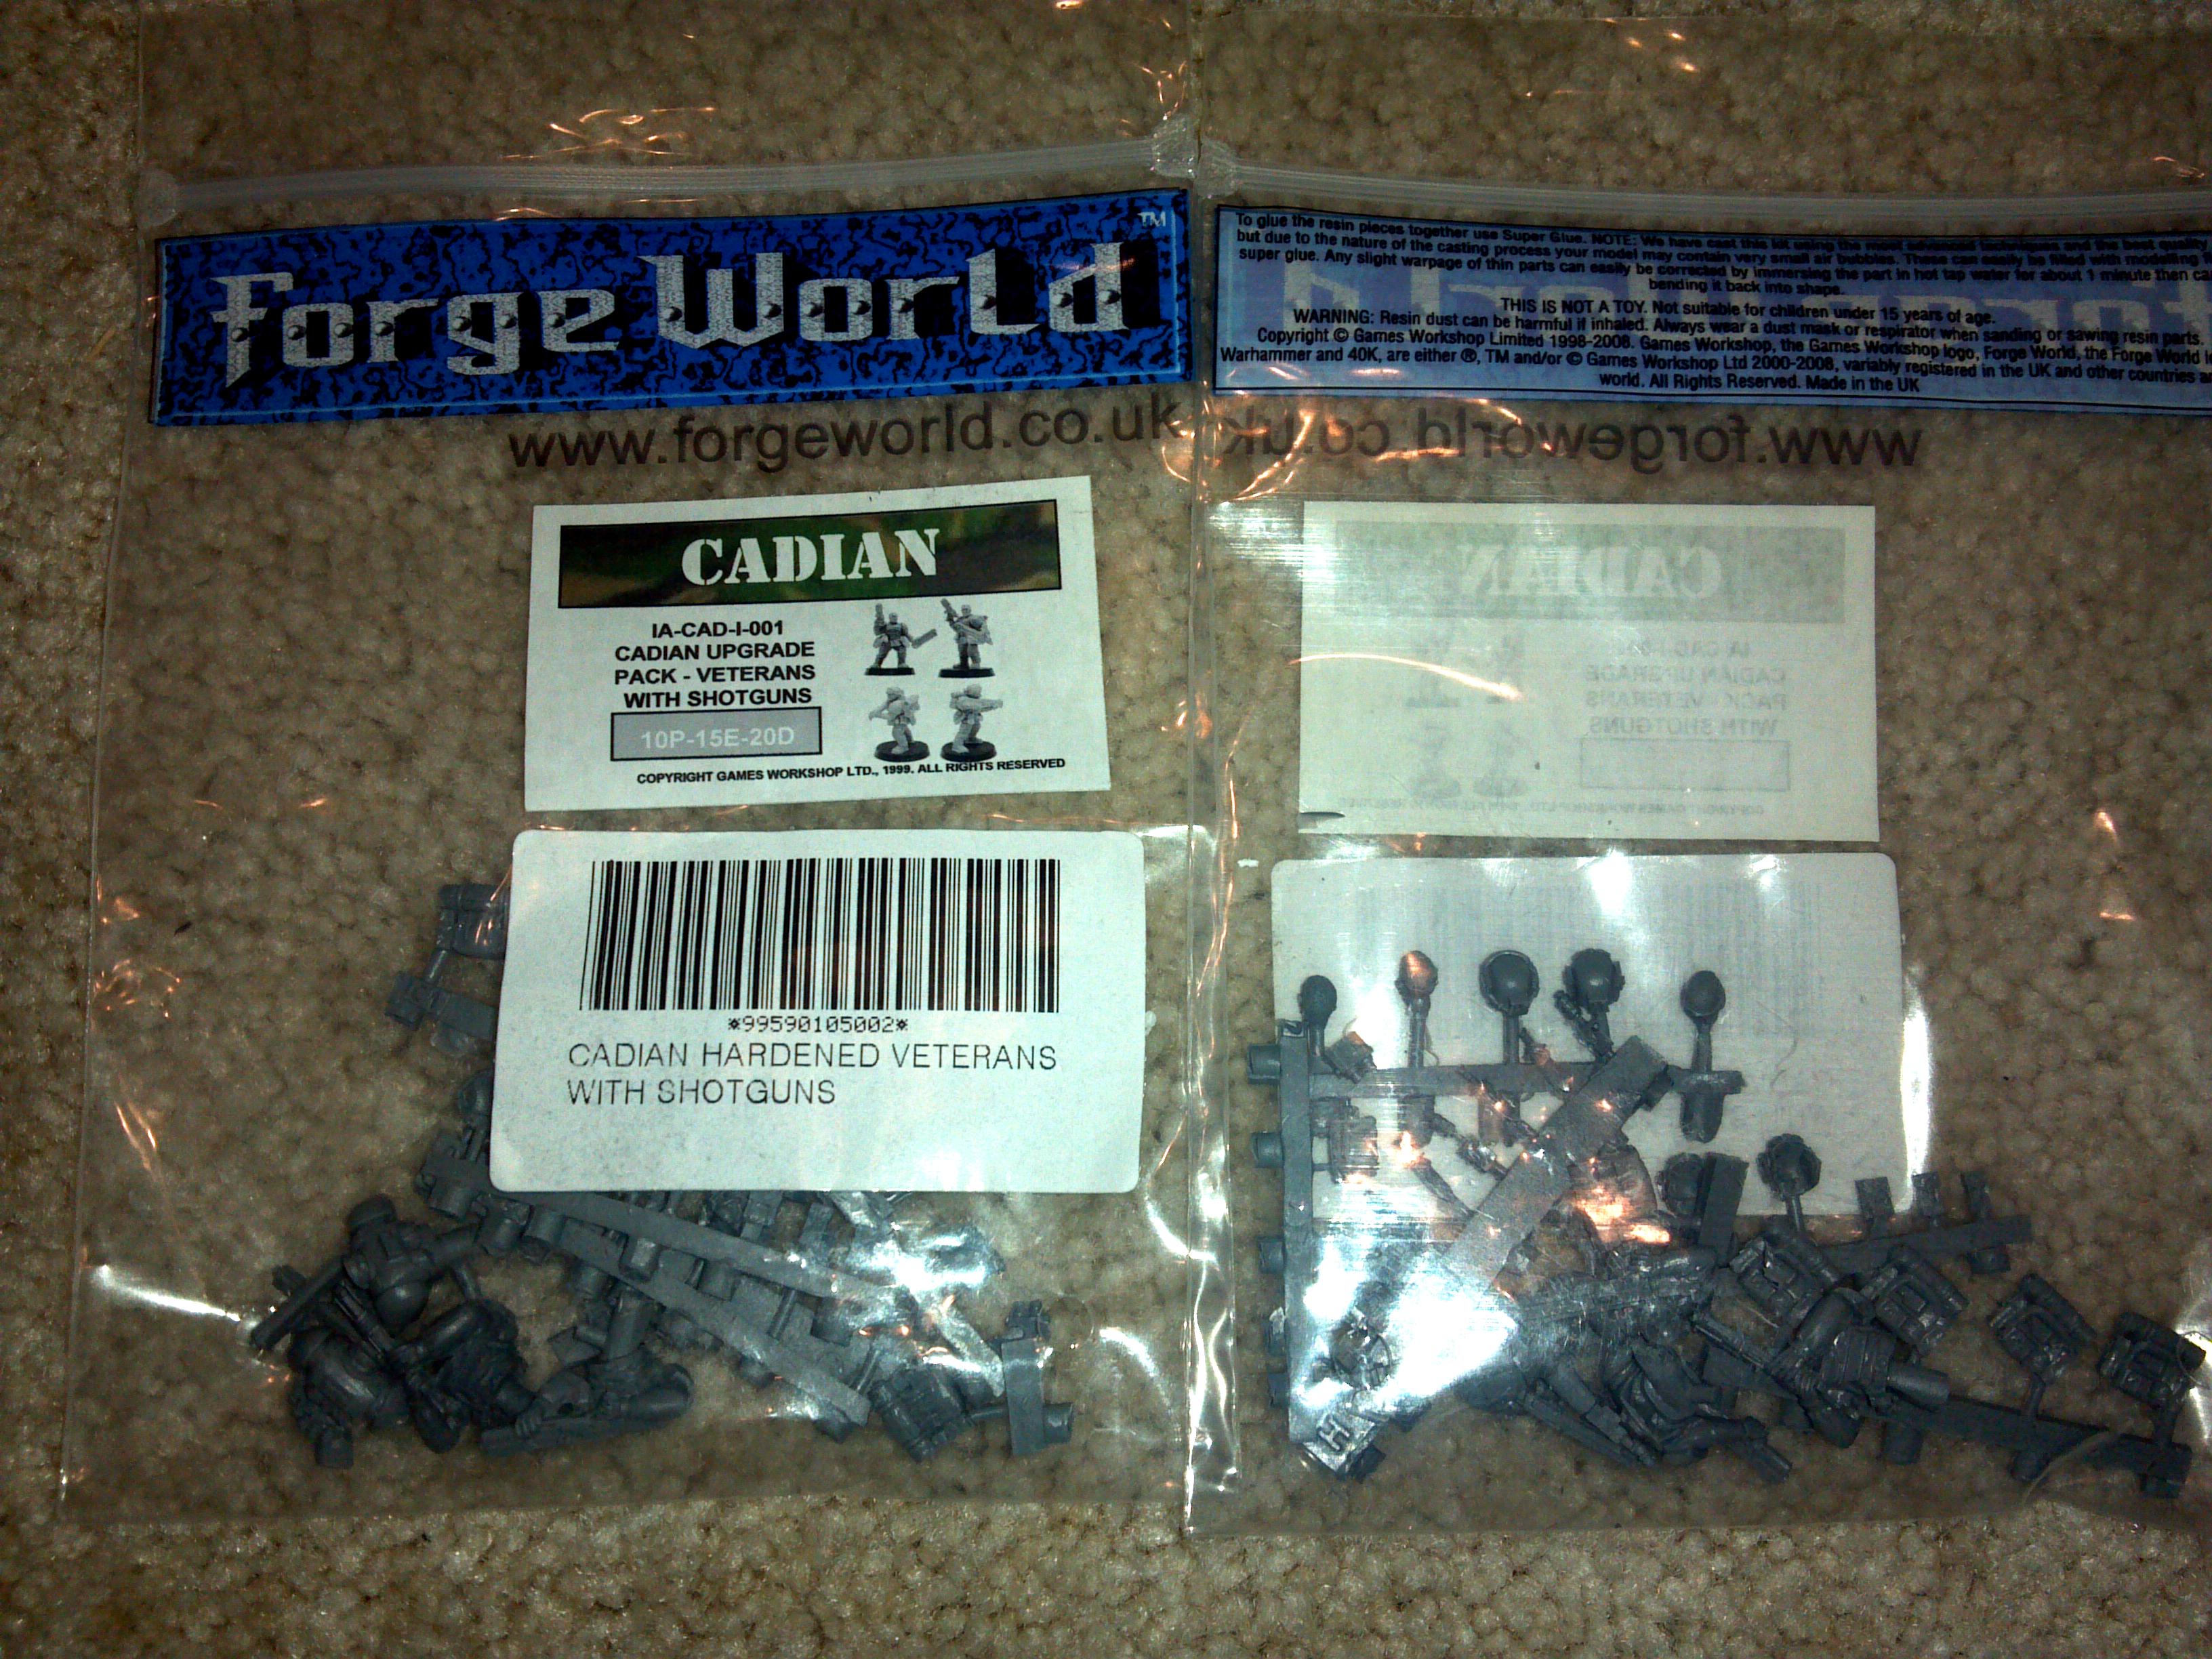 Forge World TM
www.forgeworld.co.uk
CADIAN
IA-CAD-I-001
CADIAN UPGRADE
PACK - VETERANS
WITH SHOTGUNS
10P-15E-20D
COPYRIGHT GAMES WORKSHOP LTD., 1999. ALL RIGHTS RESERVED
*99590105002*
CADIAN HARDENED VETERANS
WITH SHOTGUNS
To glue the resin pieces together use Super Glue. NOTE: We have cast this kit using the most advanced techniques and the best quality
but due to the nature of the casting process your model may contain very small air bubbles. These can easily be filled with modelling
super glue. Any slight warpage of thin parts can easily be corrected by immersing the part in hot tap water for about 1 minute then
bending it back into shape.
THIS IS NOT A TOY. Not suitable for children under 15 years of age.
WARNING: Resin dust can be harmful if inhaled. Always wear a dust mask or respirator when sanding or sawing resin parts.
Copyright © Games Workshop Limited 1998-2008. Games Workshop, the Games Workshop logo, Forge World, the Forge World
Warhammer and 40K, are either ®, TM and/or © Games Workshop Ltd 2000-2008, variably registered in the UK and other countries
world. All Rights Reserved. Made in the UK
www.forgeworld.co.uk
CADIAN
IA-CAD-I-001
CADIAN UPGRADE
PACK - VETERANS
WITH SHOTGUNS